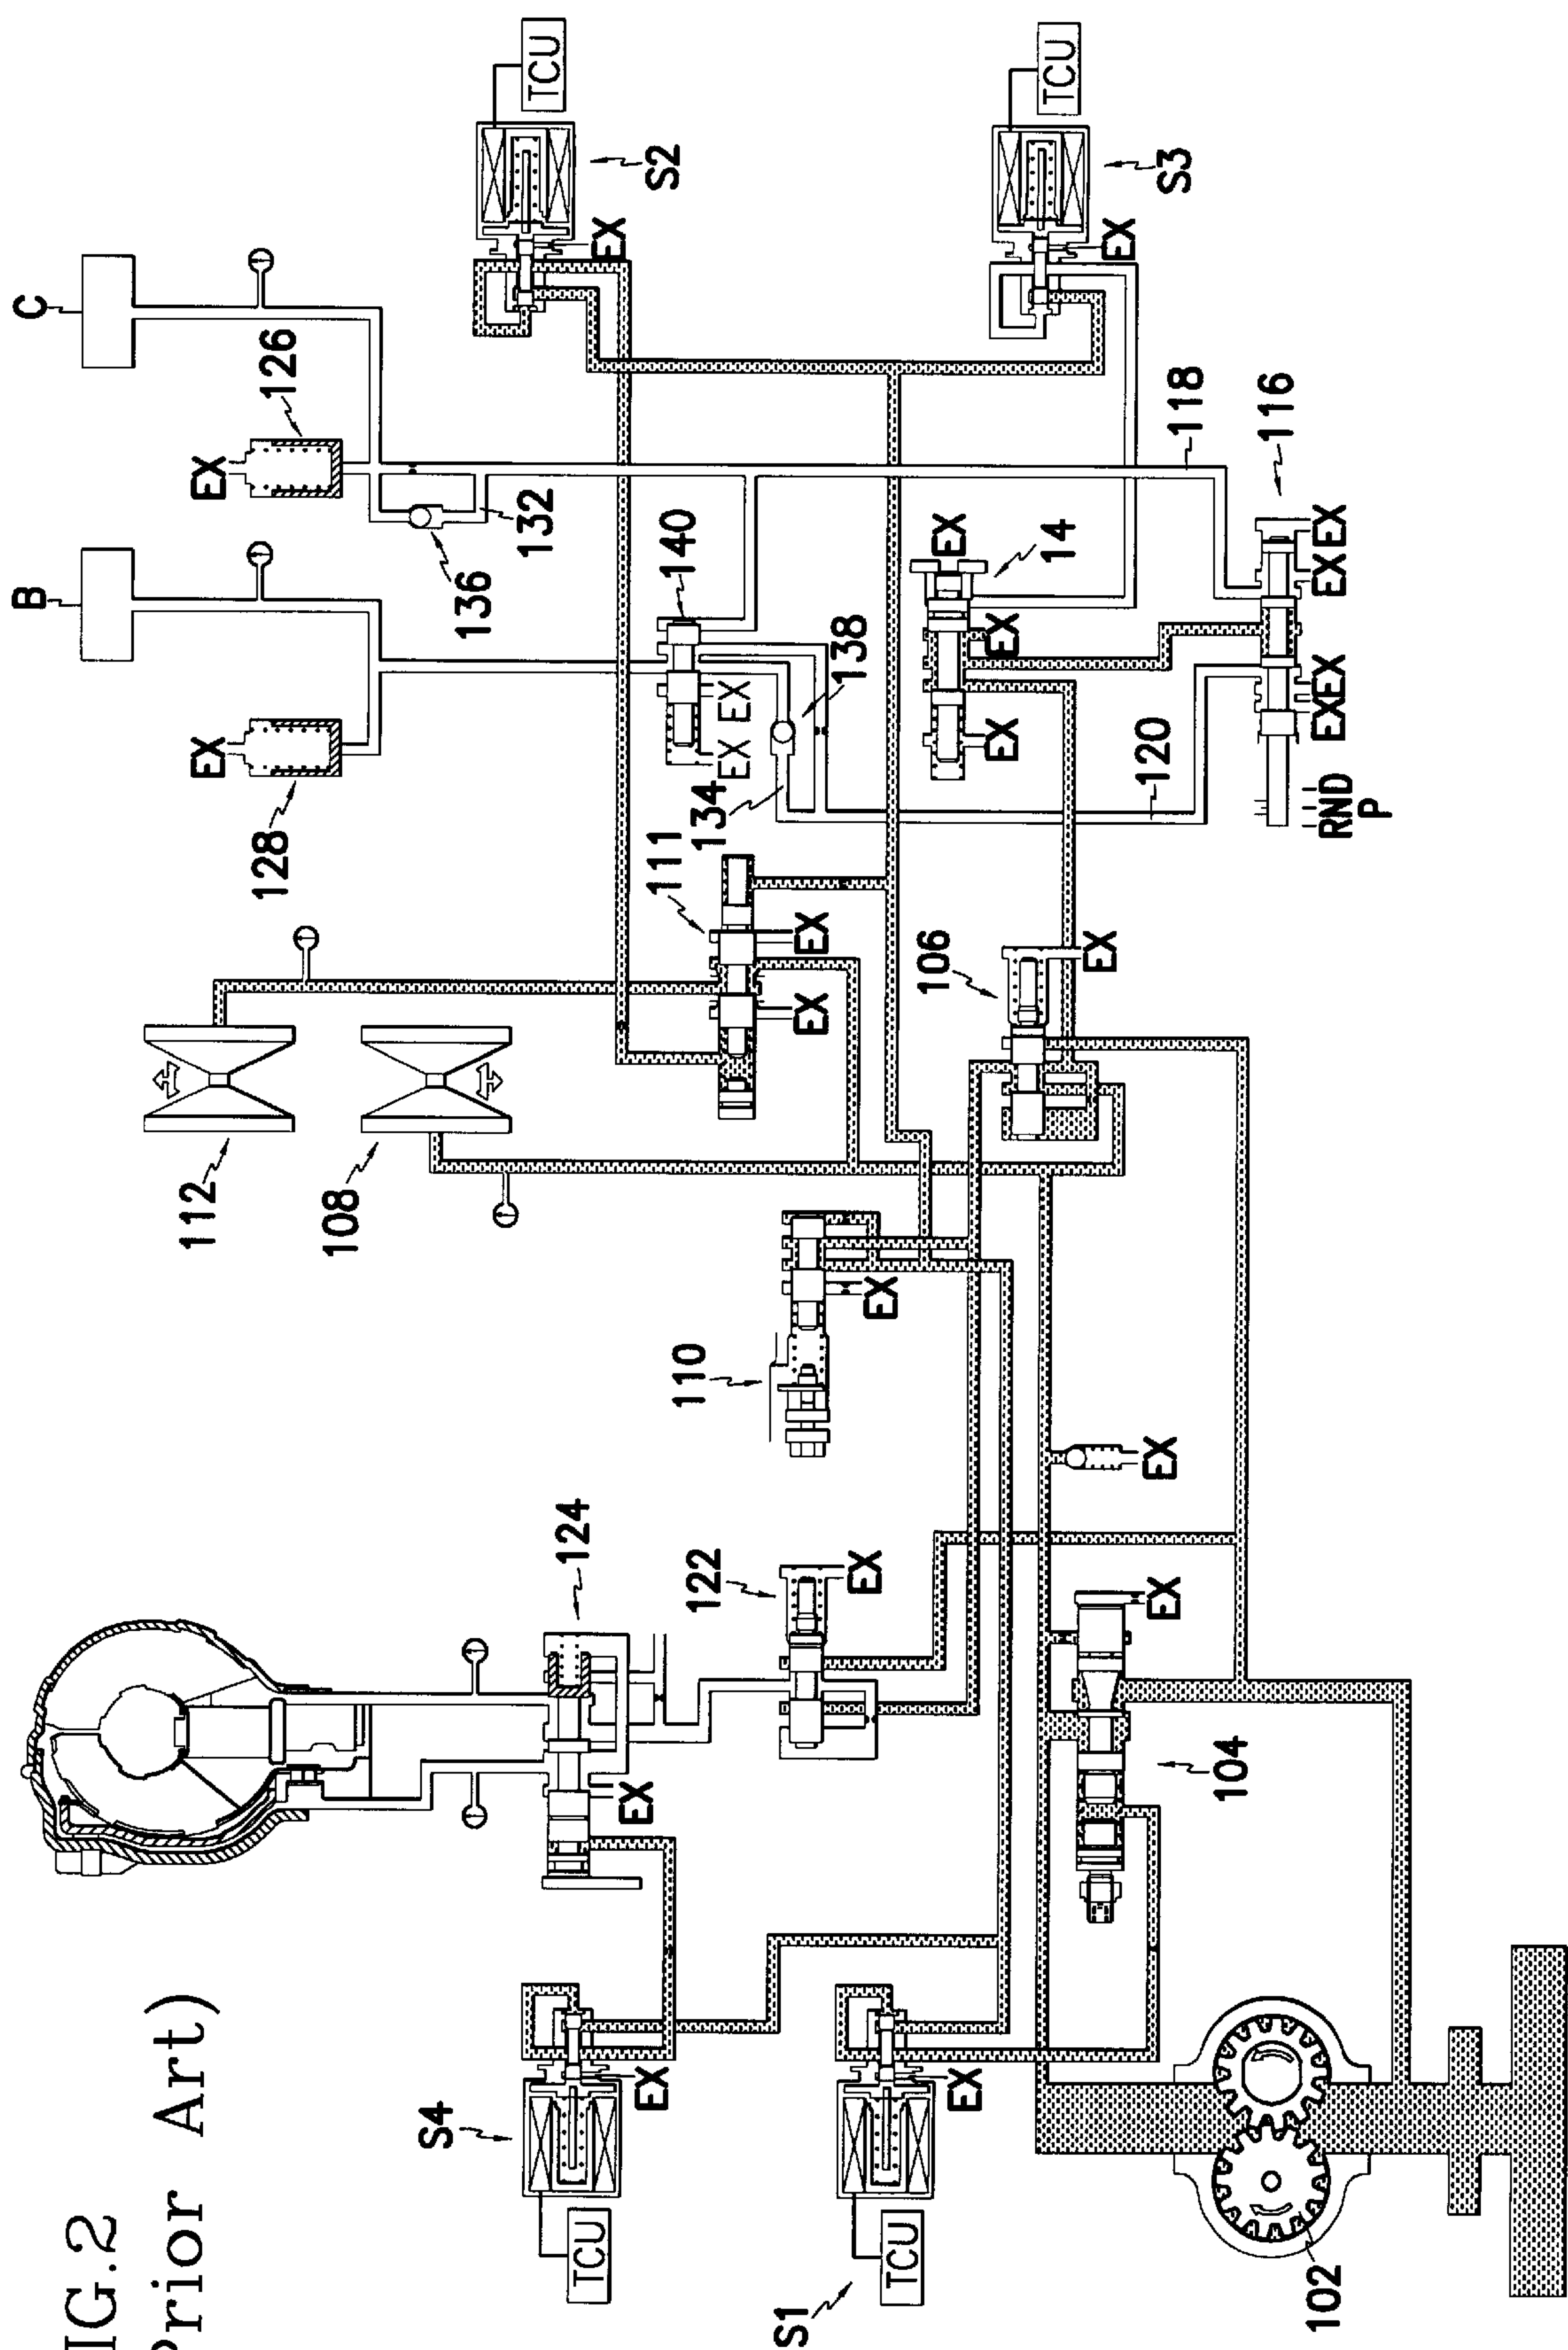 IG.2
Prior Art)
C
B
126
128
EX
EX
136
132
112
108
S2
TCU
EX
S3
TCU
EX
140
EX EX
138
134
111
EX
EX
EX
14
EX
EX
118
120
116
EX EX
EX EX
RND
P
106
EX
110
EX
EX
124
EX
122
EX
104
EX
S4
TCU
EX
S1
TCU
EX
102